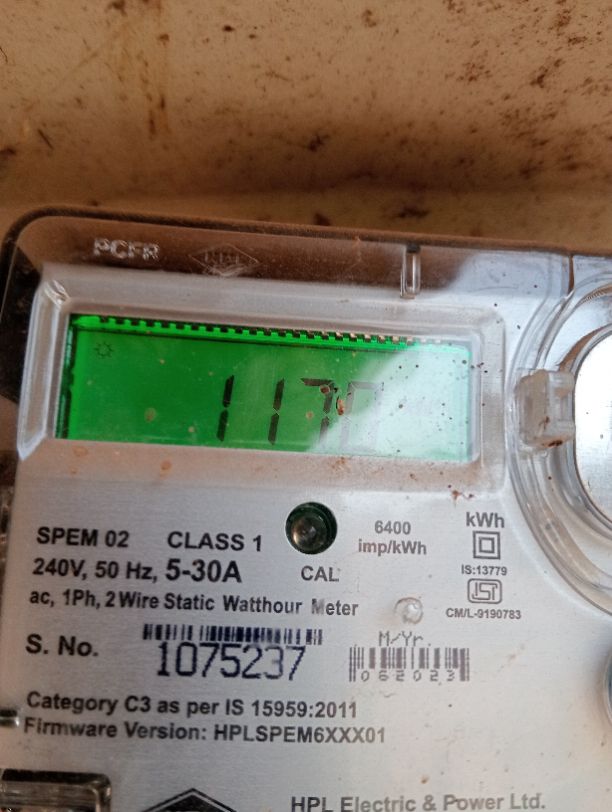 PCFR
1170
SPEM 02 CLASS 1
6400 imp/kWh
kWh
240V, 50 Hz, 5-30A
CAL
IS:13779
ac, 1Ph, 2 Wire Static Watthour Meter
CM/L-9190783
S. No. 1075237
M/Yr.
062023
Category C3 as per IS 15959:2011
Firmware Version: HPLSPEM6XXX01
HPL Electric & Power Ltd.